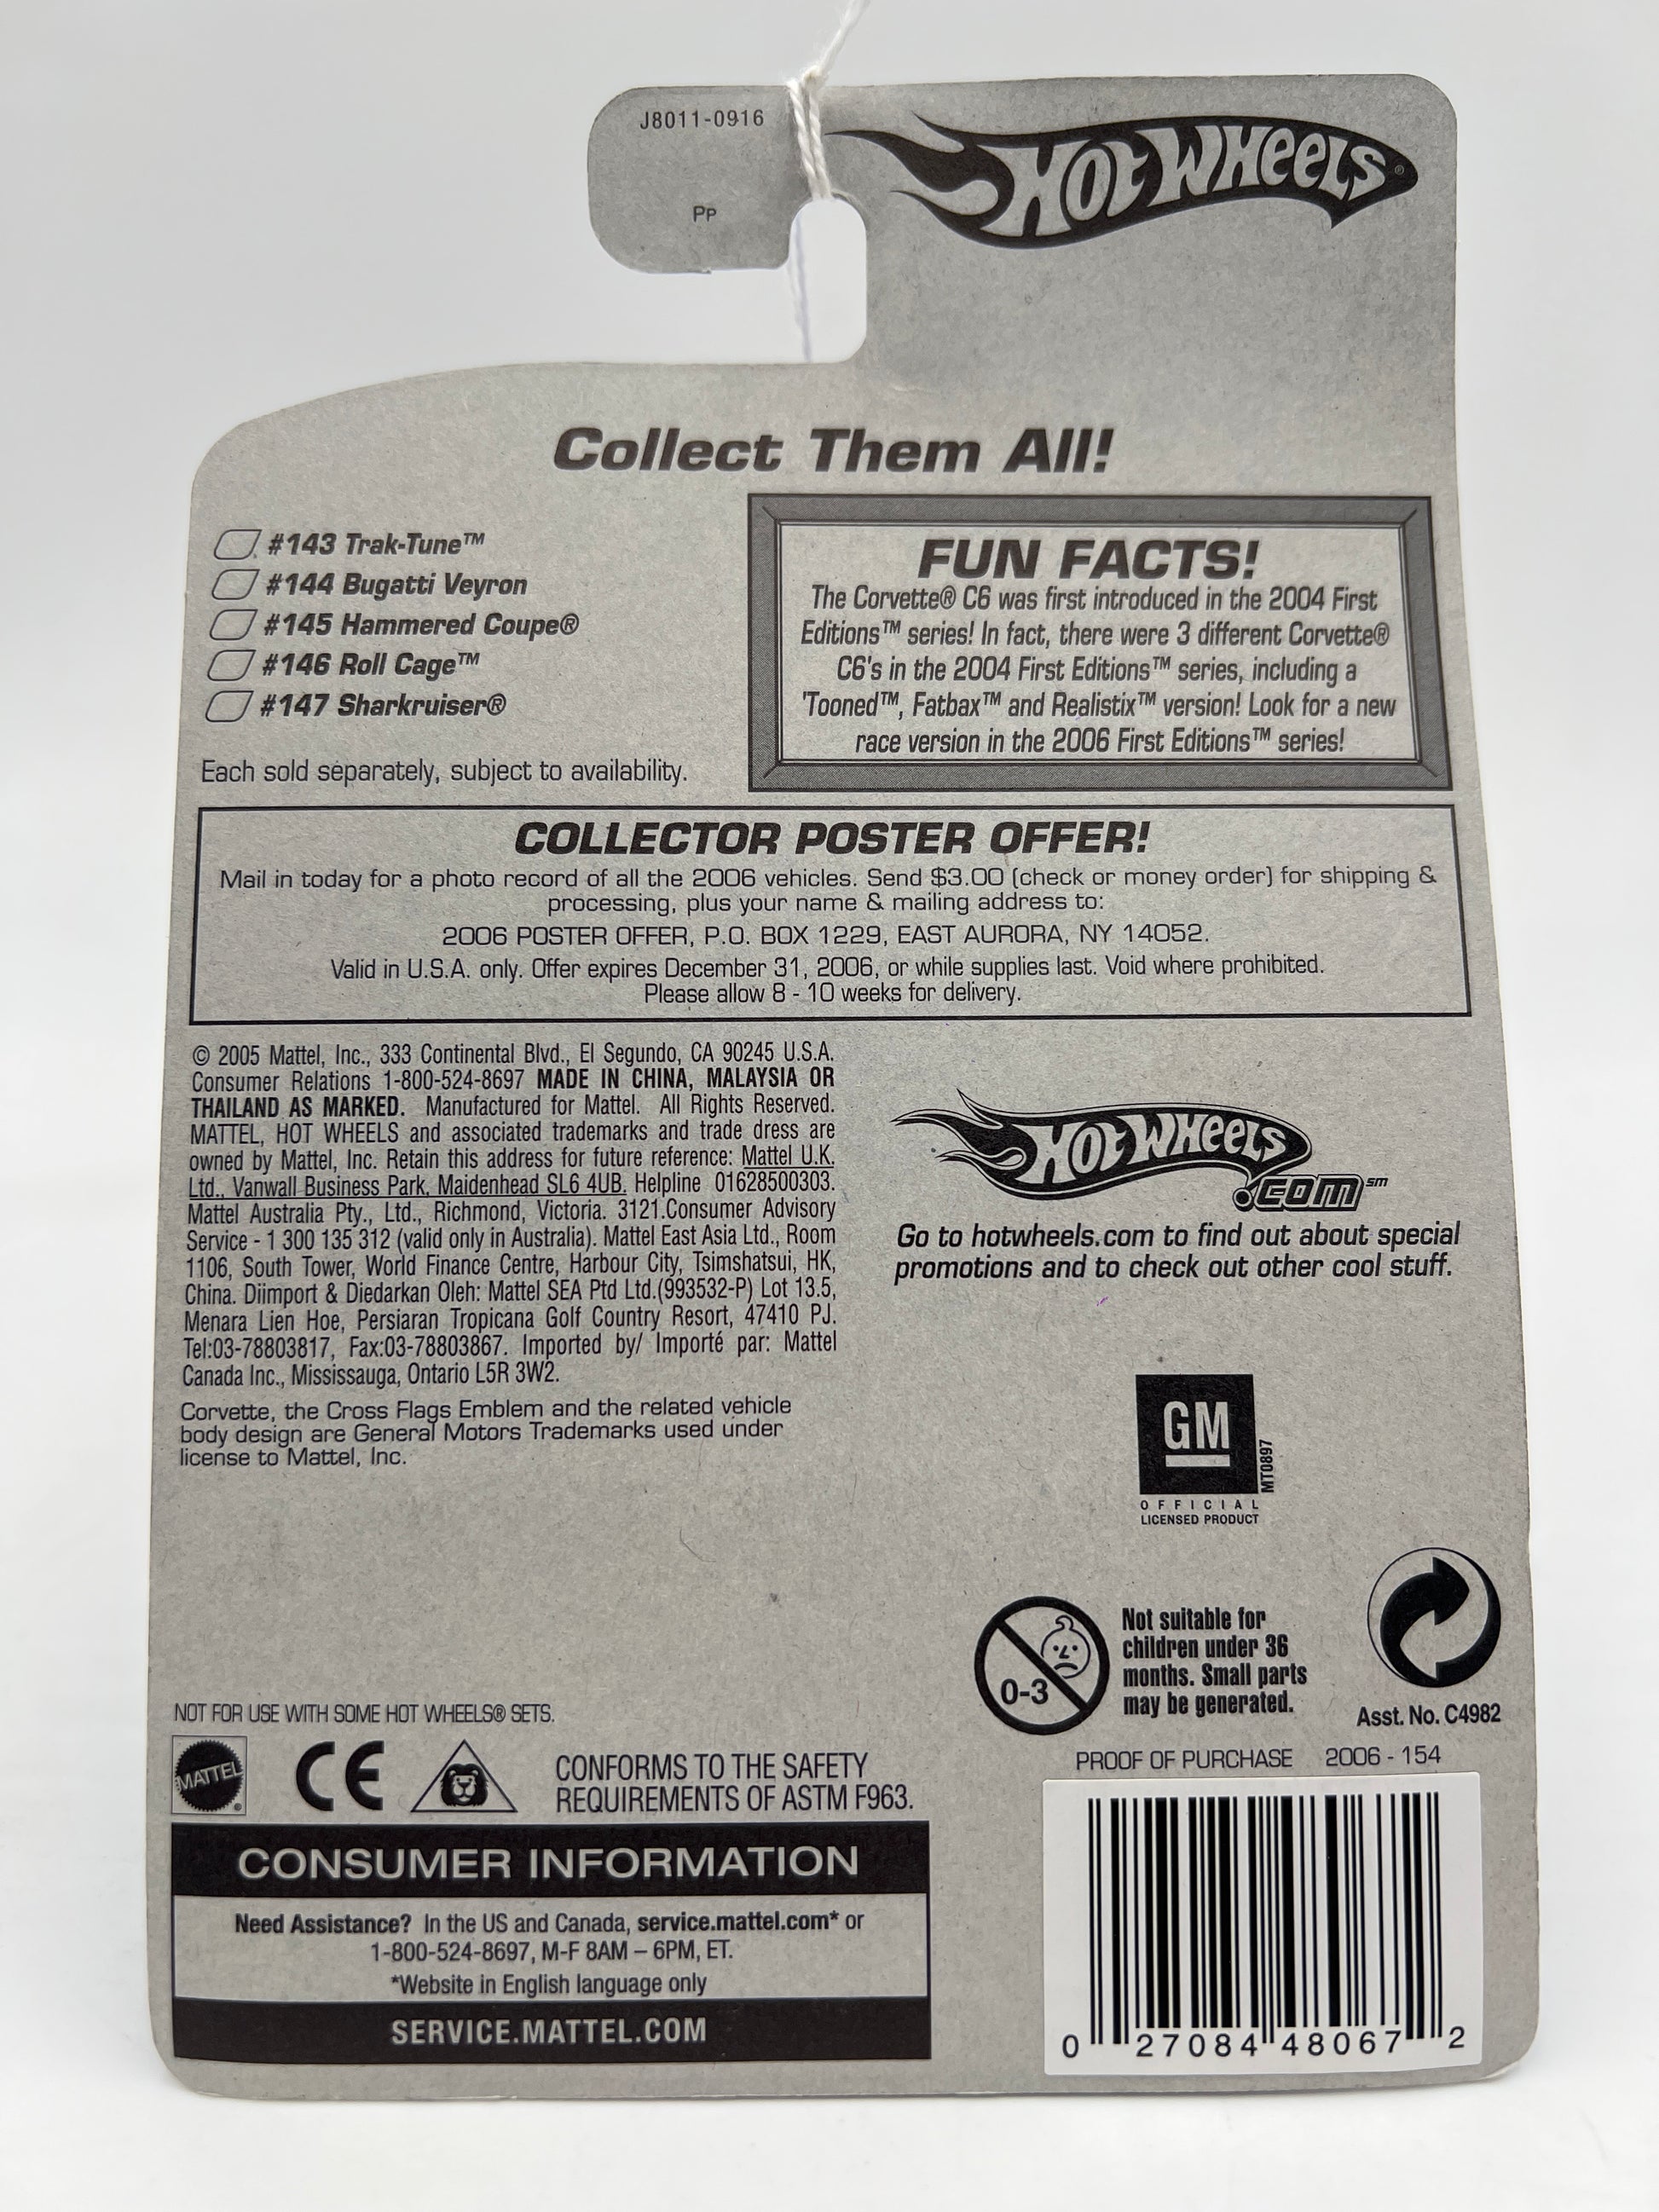 J8011-0916
Pp
HOT WHEELS®
Collect Them All!
#143 Trak-Tune™
#144 Bugatti Veyron
#145 Hammered Coupe®
#146 Roll Cage™
#147 Sharkruiser®
Each sold separately, subject to availability.
FUN FACTS!
The Corvette® C6 was first introduced in the 2004 First
Editions™ series! In fact, there were 3 different Corvette®
C6's in the 2004 First Editions™ series, including a
'Tooned™, Fatbax™ and Realistix™ version! Look for a new
race version in the 2006 First Editions™ series!
COLLECTOR POSTER OFFER!
Mail in today for a photo record of all the 2006 vehicles. Send $3.00 (check or money order) for shipping &
processing, plus your name & mailing address to:
2006 POSTER OFFER, P.O. BOX 1229, EAST AURORA, NY 14052.
Valid in U.S.A. only. Offer expires December 31, 2006, or while supplies last. Void where prohibited.
Please allow 8 - 10 weeks for delivery.
© 2005 Mattel, Inc., 333 Continental Blvd., El Segundo, CA 90245 U.S.A.
Consumer Relations 1-800-524-8697 MADE IN CHINA, MALAYSIA OR
THAILAND AS MARKED. Manufactured for Mattel. All Rights Reserved.
MATTEL, HOT WHEELS and associated trademarks and trade dress are
owned by Mattel, Inc. Retain this address for future reference: Mattel U.K.
Ltd., Vanwall Business Park, Maidenhead SL6 4UB. Helpline 01628500303.
Mattel Australia Pty., Ltd., Richmond, Victoria. 3121.Consumer Advisory
Service - 1 300 135 312 (valid only in Australia). Mattel East Asia Ltd., Room
1106, South Tower, World Finance Centre, Harbour City, Tsimshatsui, HK,
China. Diimport & Diedarkan Oleh: Mattel SEA Ptd Ltd.(993532-P) Lot 13.5,
Menara Lien Hoe, Persiaran Tropicana Golf Country Resort, 47410 PJ.
Tel:03-78803817, Fax:03-78803867. Imported by/ Importé par: Mattel
Canada Inc., Mississauga, Ontario L5R 3W2.
Corvette, the Cross Flags Emblem and the related vehicle
body design are General Motors Trademarks used under
license to Mattel, Inc.
HOT WHEELS
.COM℠
Go to hotwheels.com to find out about special
promotions and to check out other cool stuff.
GM
MT0897
OFFICIAL
LICENSED PRODUCT
0-3
Not suitable for
children under 36
months. Small parts
may be generated.
Asst. No. C4982
NOT FOR USE WITH SOME HOT WHEELS® SETS.
MATTEL®
CE
CONFORMS TO THE SAFETY
REQUIREMENTS OF ASTM F963.
PROOF OF PURCHASE 2006 - 154
CONSUMER INFORMATION
Need Assistance? In the US and Canada, service.mattel.com* or
1-800-524-8697, M-F 8AM – 6PM, ET.
*Website in English language only
SERVICE.MATTEL.COM
0 27084 48067 2